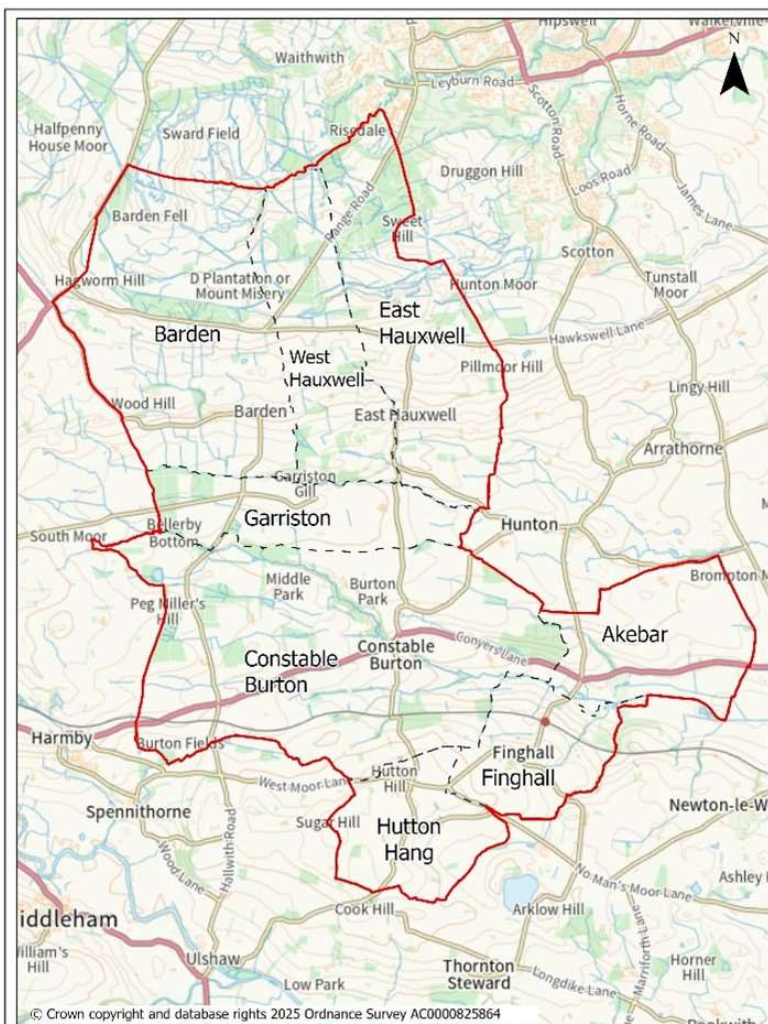 Hipswell
Walkerville
N
Waithwith
Leyburn Road
Halfpenny
House Moor
Sward Field
Risedale
Scotton Road
Horne Road
Druggon Hill
Loos Road
James Lane
Range Road
Barden Fell
Sweet
Hill
Scotton
Hagworm Hill
D Plantation or
Mount Misery
Hunton Moor
Tunstall
Moor
East
Hauxwell
Barden
Hawkswell Lane
West
Hauxwell
Pillmoor Hill
Wood Hill
Barden
East Hauxwell
Lingy Hill
Arrathorne
Garriston
Gill
Garriston
South Moor
Bellerby
Bottom
Hunton
Middle
Park
Burton
Park
Brompton M
Peg Miller's
Hill
Akebar
Constable
Burton
Conyers Lane
Constable
Burton
Harmby
Burton Fields
Finghall
Finghall
West Moor Lane
Hutton
Hill
Spennithorne
Sugar Hill
Hutton
Hang
Newton-le-W
Wood Lane
Hallwith Road
No Man's Moor Lane
Ashley
iddleham
Cook Hill
Arklow Hill
illiam's
Hill
Ulshaw
Marriforth Lane
Horner
Hill
Low Park
Thornton
Steward
Longdike Lane
© Crown copyright and database rights 2025 Ordnance Survey AC0000825864